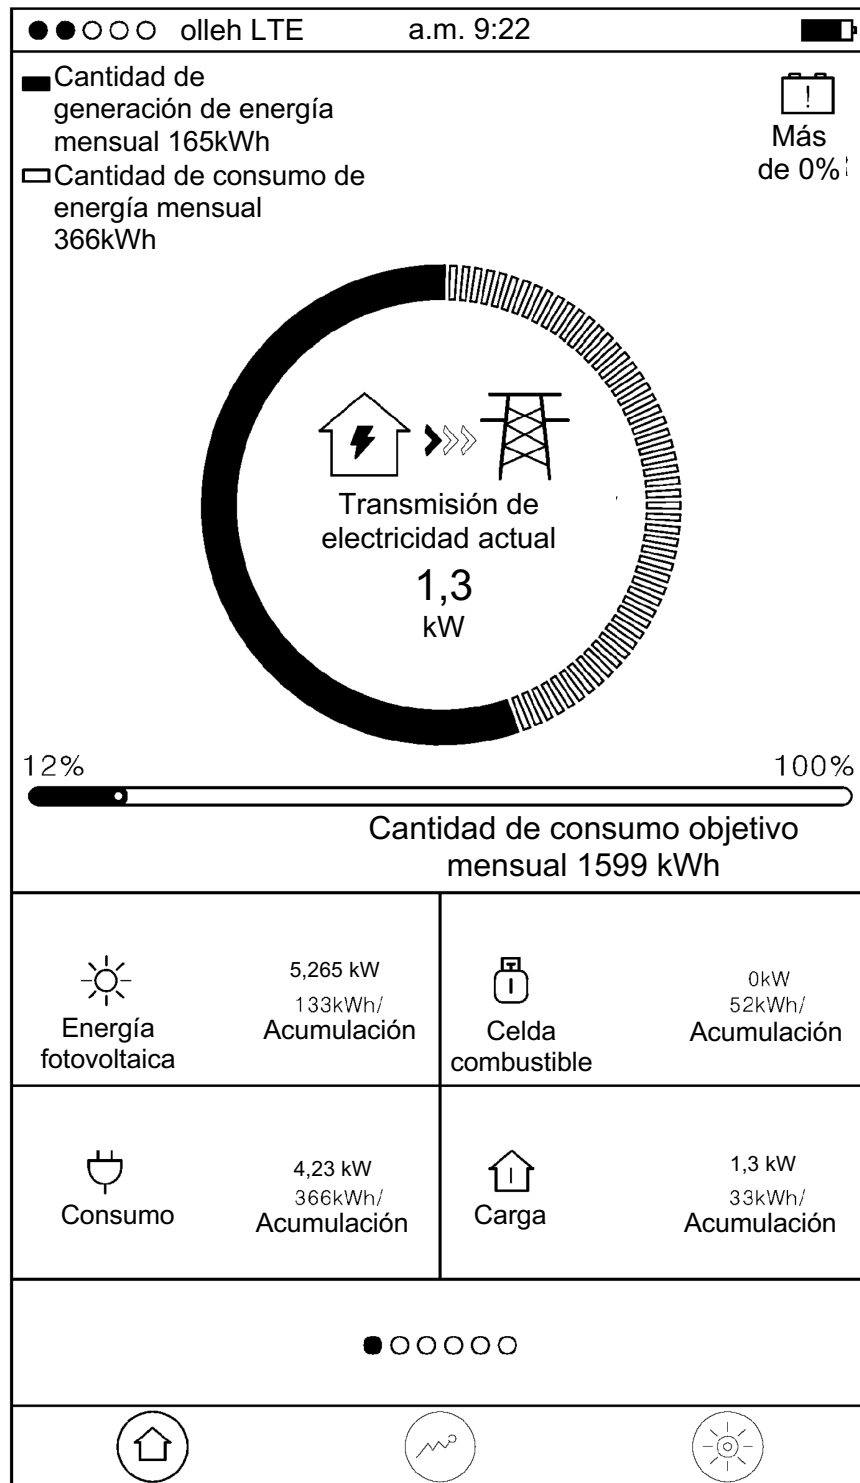 olleh LTE a.m. 9:22
Cantidad de
generación de energía
mensual 165kWh
Cantidad de consumo de
energía mensual
366kWh
!
Más
de 0%
Transmisión de
electricidad actual
1,3
kW
12% 100%
Cantidad de consumo objetivo
mensual 1599 kWh
Energía
fotovoltaica
5,265 kW
133kWh/
Acumulación
Celda
combustible
0kW
52kWh/
Acumulación
Consumo
4,23 kW
366kWh/
Acumulación
Carga
1,3 kW
33kWh/
Acumulación